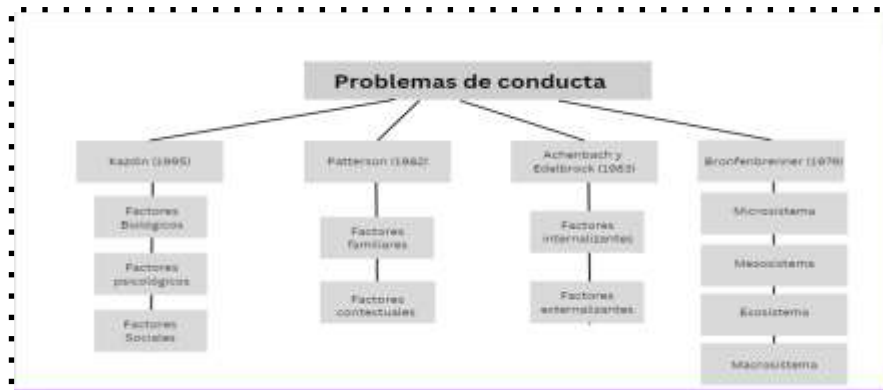 Problemas de conducta
Kazdin (1995)
Factores
Biológicos
Factores
psicológicos
Factores
Sociales
Patterson (1982)
Factores
familiares
Factores
contextuales
Achenbach y
Edelbrock (1983)
Factores
internalizantes
Factores
externalizantes
Bronfenbrenner (1979)
Microsistema
Mesosistema
Ecosistema
Macrosistema